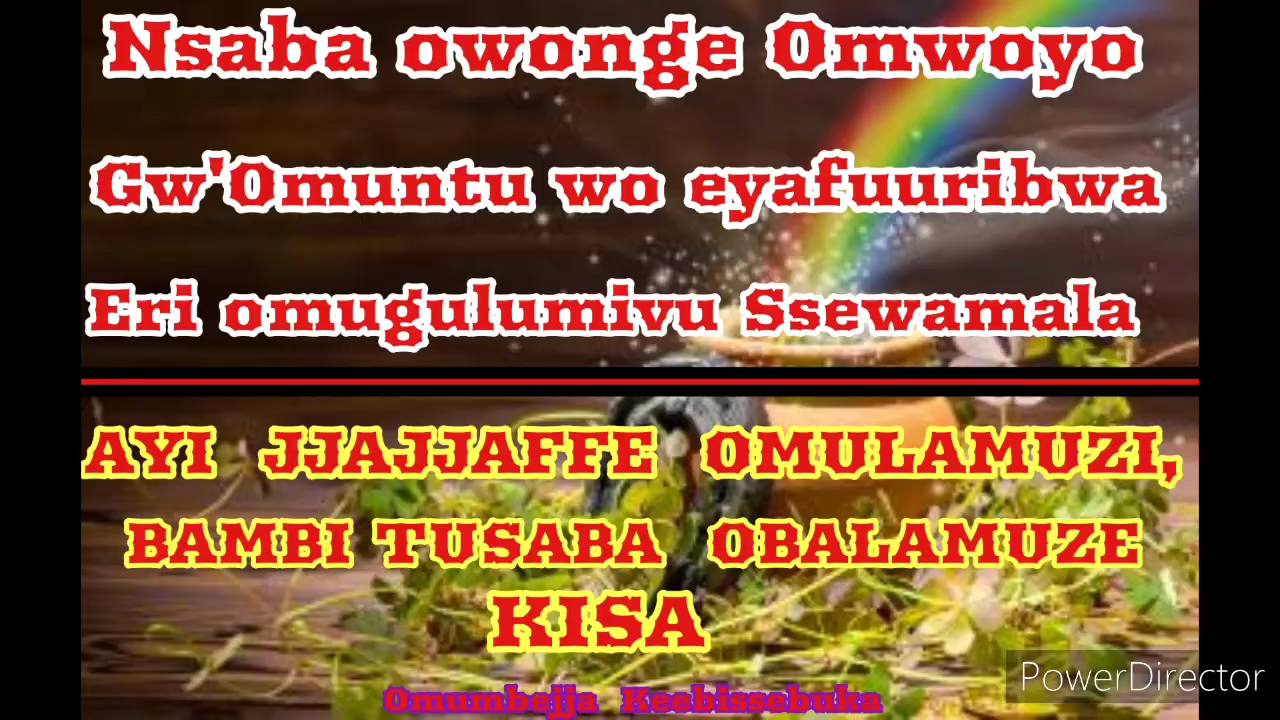 Nsaba owonge Omwoyo
Gw'Omuntu wo eyafuuribwa
Eri omugulumivu Ssewamala
AYI JJAJJAFFE OMULAMUZI,
BAMBI TUSABA OBALAMUZE
KISA
Omumbejja Keebissebuka
PowerDirector